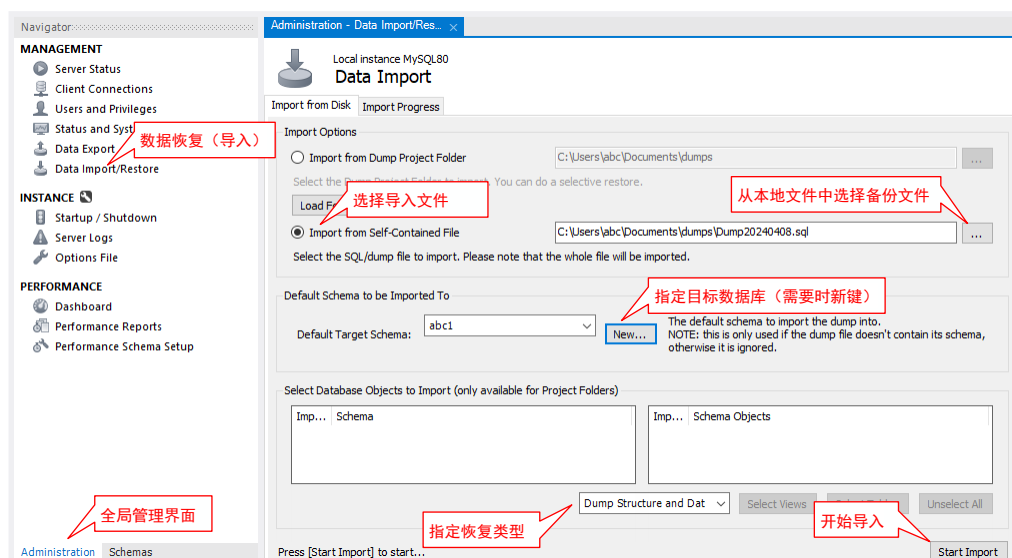 Navigator
MANAGEMENT
Server Status
Client Connections
Users and Privileges
Status and Syst
数据恢复（导入）
Data Export
Data Import/Restore
INSTANCE
Startup / Shutdown
Server Logs
Options File
PERFORMANCE
Dashboard
Performance Reports
Performance Schema Setup
全局管理界面
Administration Schemas
Administration - Data Import/Res...
Local instance MySQL80
Data Import
Import from Disk Import Progress
Import Options
Import from Dump Project Folder C:\Users\abc\Documents\dumps ...
Select the Dump Project Folder to import. You can do a selective restore.
选择导入文件
从本地文件中选择备份文件
Load
Import from Self-Contained File C:\Users\abc\Documents\dumps\Dump20240408.sql ...
Select the SQL/dump file to import. Please note that the whole file will be imported.
指定目标数据库（需要时新键）
Default Schema to be Imported To
Default Target Schema: abc1 New...
The default schema to import the dump into.
NOTE: this is only used if the dump file doesn't contain its schema,
otherwise it is ignored.
Select Database Objects to Import (only available for Project Folders)
Imp... Schema Imp... Schema Objects
Dump Structure and Dat Select Views Unselect All
指定恢复类型
开始导入
Press [Start Import] to start... Start Import